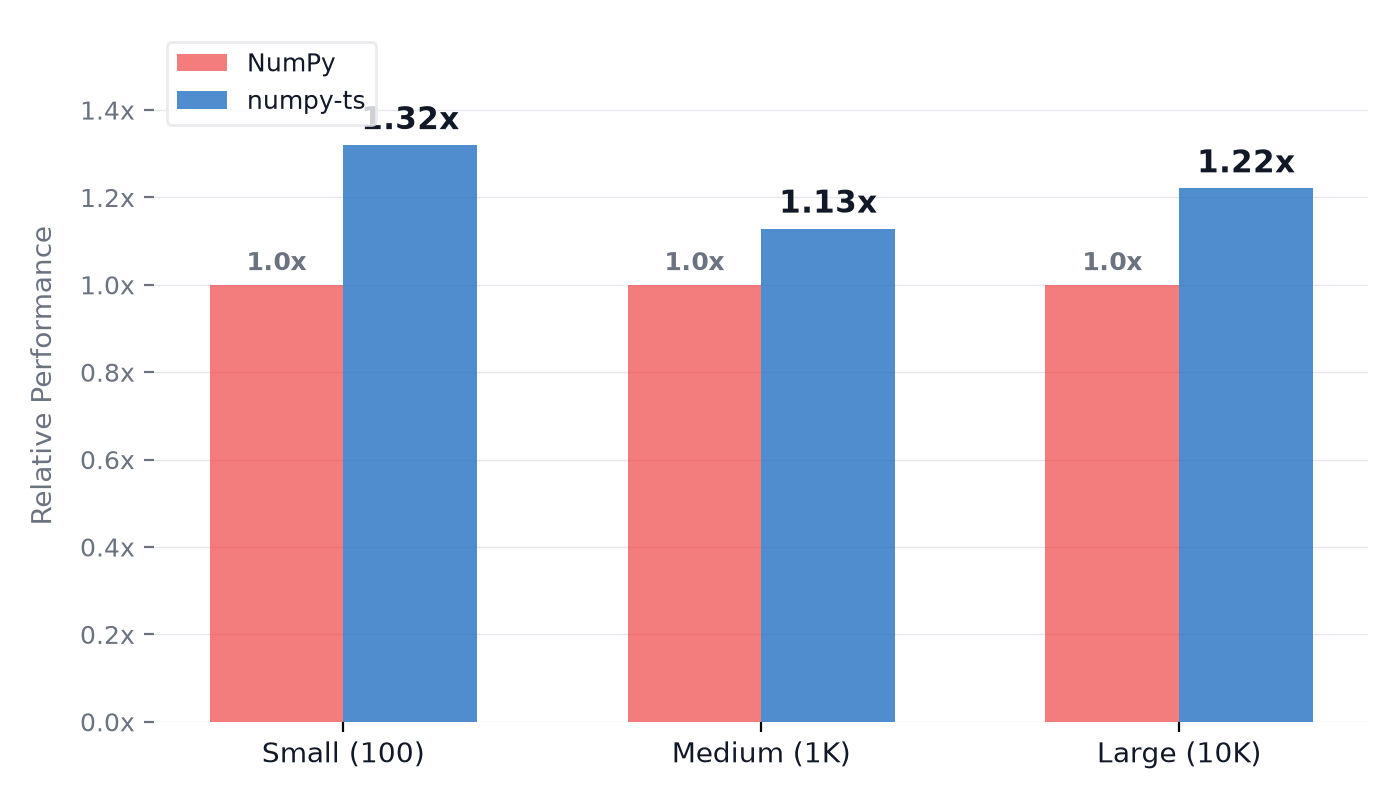 NumPy
numpy-ts
1.4x
1.2x
1.0x
0.8x
0.6x
0.4x
0.2x
0.0x
Relative Performance
1.0x
1.32x
1.0x
1.13x
1.0x
1.22x
Small (100)
Medium (1K)
Large (10K)